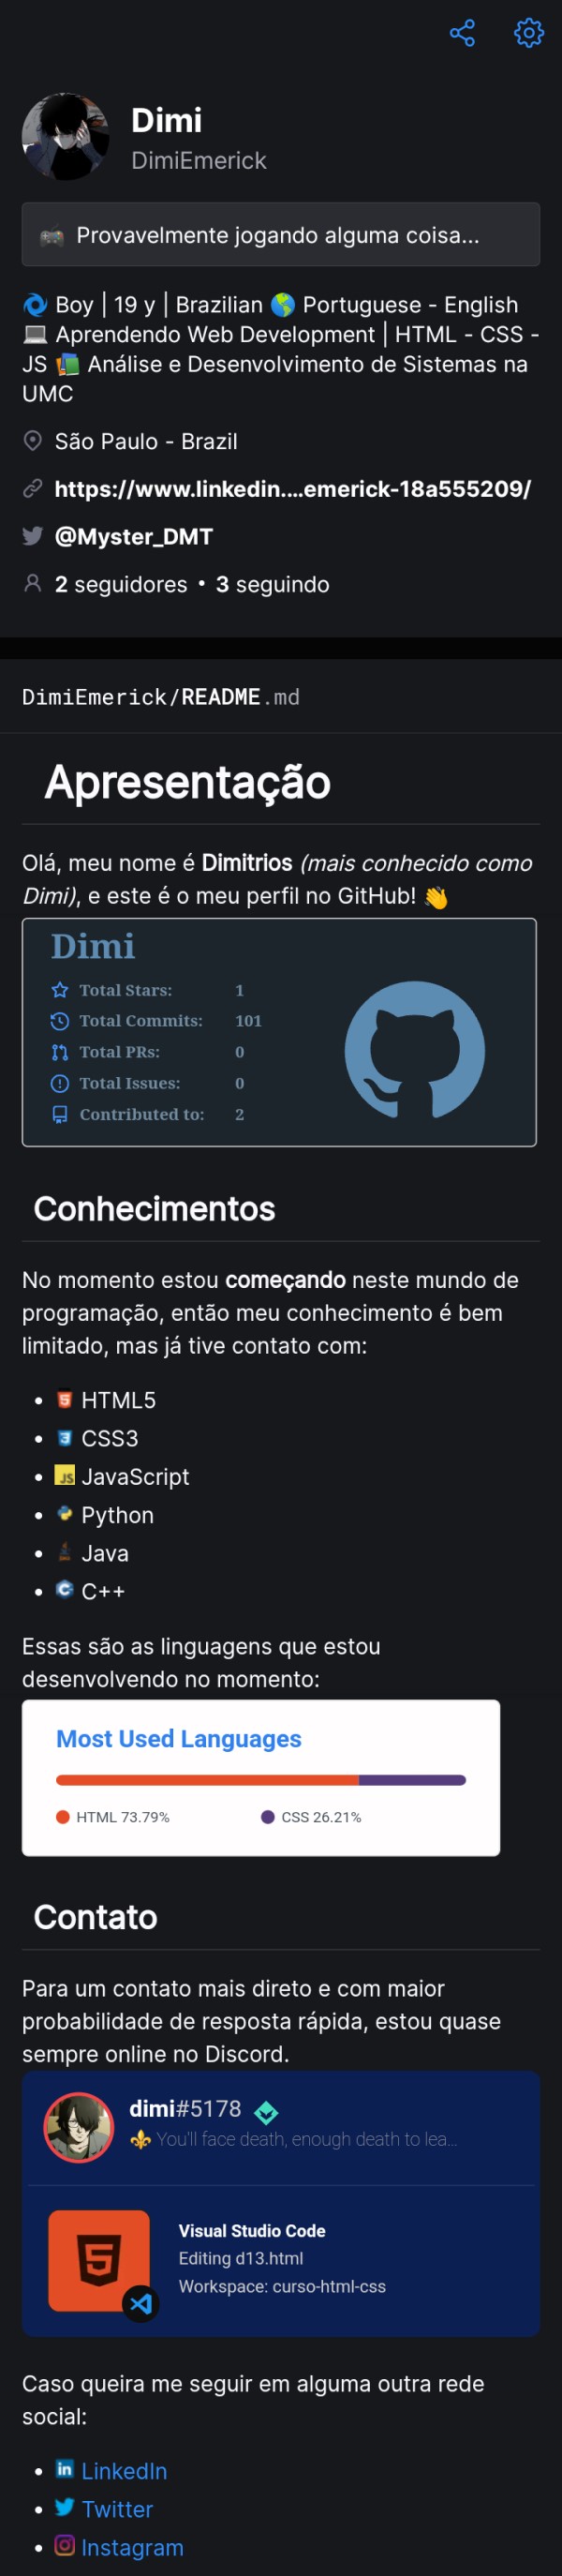 Dimi
DimiEmerick
🎮 Provavelmente jogando alguma coisa...
Boy | 19 y | Brazilian 🌎 Portuguese - English
💻 Aprendendo Web Development | HTML - CSS -
JS 📚 Análise e Desenvolvimento de Sistemas na
UMC
São Paulo - Brazil
https://www.linkedin....emerick-18a555209/
@Myster_DMT
2 seguidores • 3 seguindo
DimiEmerick/README.md
Apresentação
Olá, meu nome é Dimitrios (mais conhecido como
Dimi), e este é o meu perfil no GitHub! 👋
Dimi
Total Stars: 1
Total Commits: 101
Total PRs: 0
Total Issues: 0
Contributed to: 2
Conhecimentos
No momento estou começando neste mundo de
programação, então meu conhecimento é bem
limitado, mas já tive contato com:
• HTML5
• CSS3
• JS JavaScript
• Python
• Java
• C++
Essas são as linguagens que estou
desenvolvendo no momento:
Most Used Languages
HTML 73.79% CSS 26.21%
Contato
Para um contato mais direto e com maior
probabilidade de resposta rápida, estou quase
sempre online no Discord.
dimi#5178
⚜️ You'll face death, enough death to lea...
Visual Studio Code
Editing d13.html
Workspace: curso-html-css
Caso queira me seguir em alguma outra rede
social:
• LinkedIn
• Twitter
• Instagram